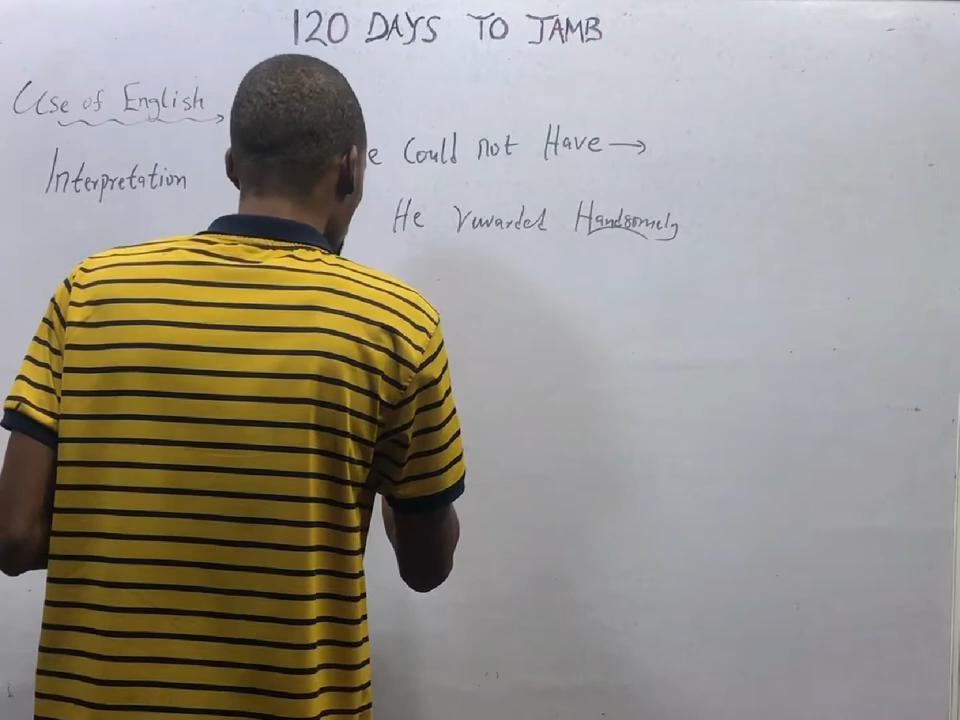 120 DAYS TO JAMB
Use of English →
Interpretation
e Could not Have →
He rewarded Handsomely